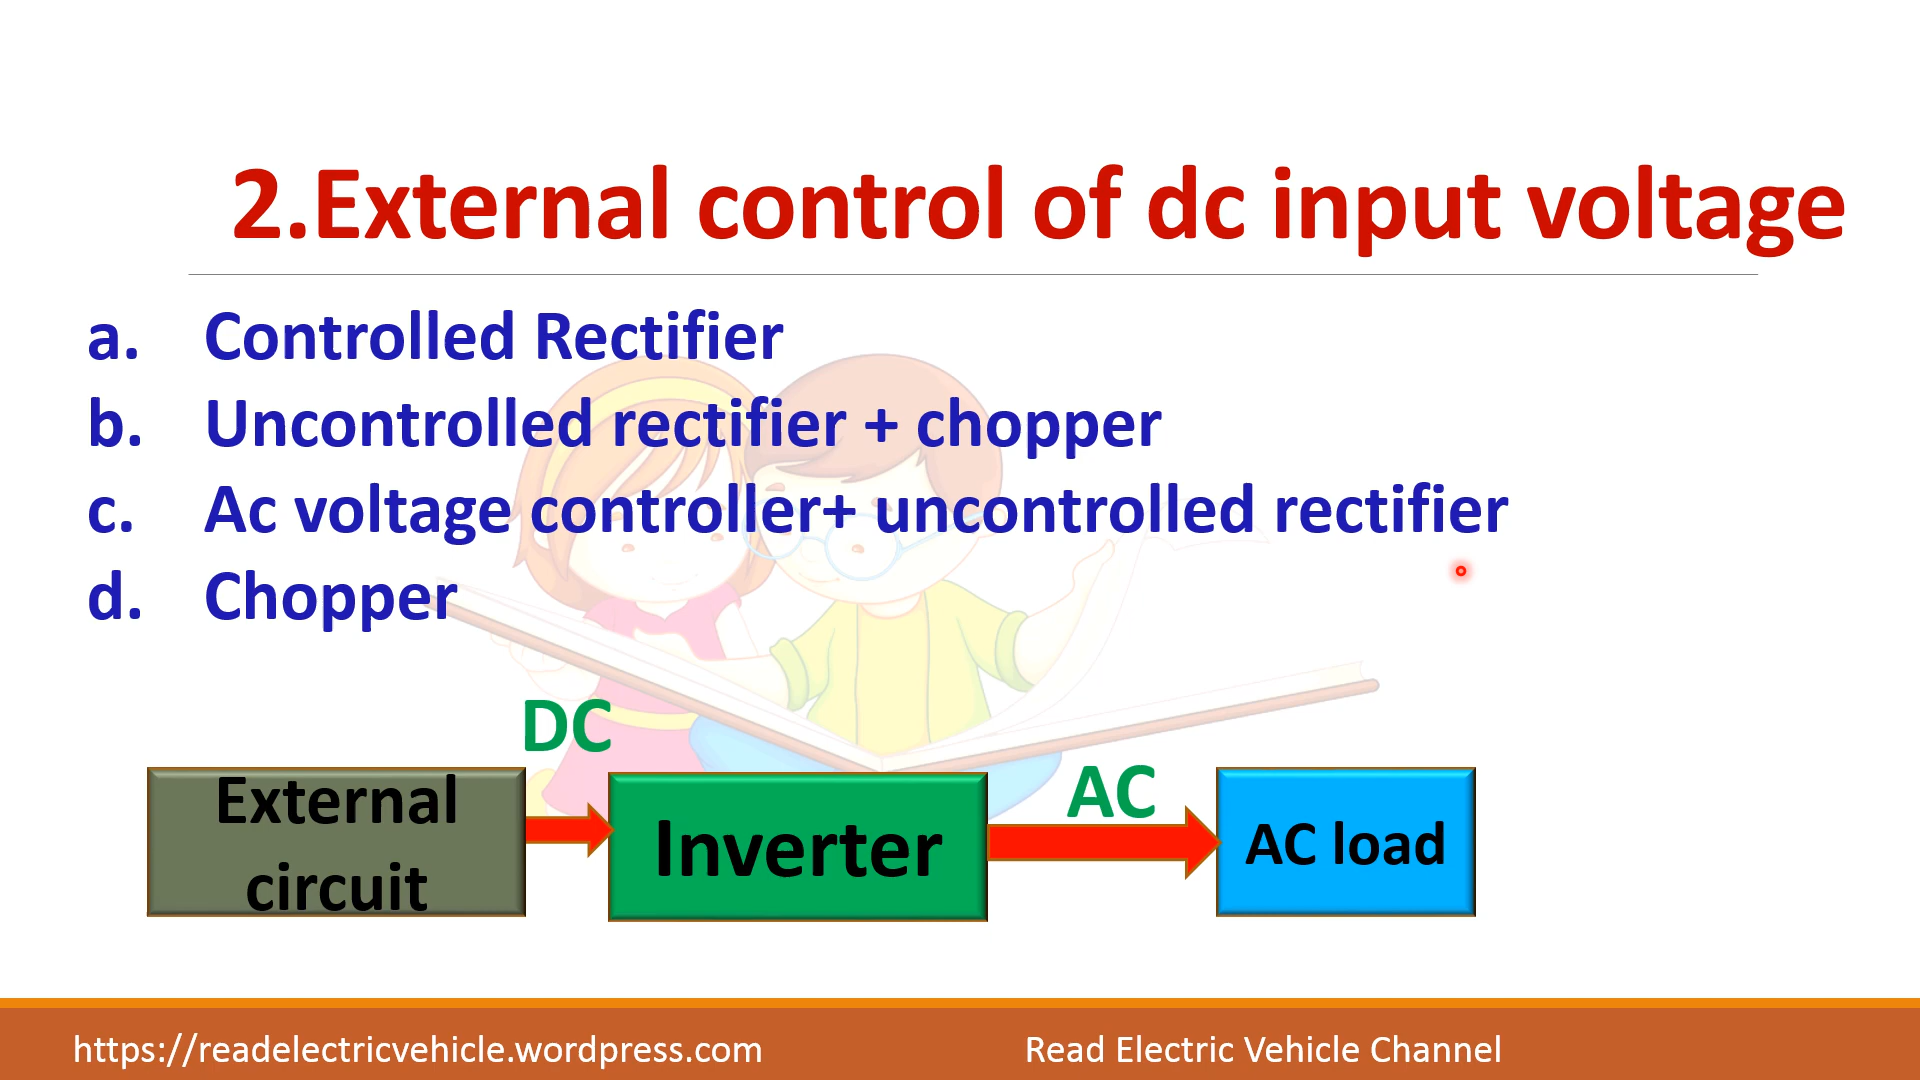 2.External control of dc input voltage
a. Controlled Rectifier
b. Uncontrolled rectifier + chopper
c. Ac voltage controller+ uncontrolled rectifier
d. Chopper
DC
External
circuit
Inverter
AC
AC load
https://readelectricvehicle.wordpress.com
Read Electric Vehicle Channel